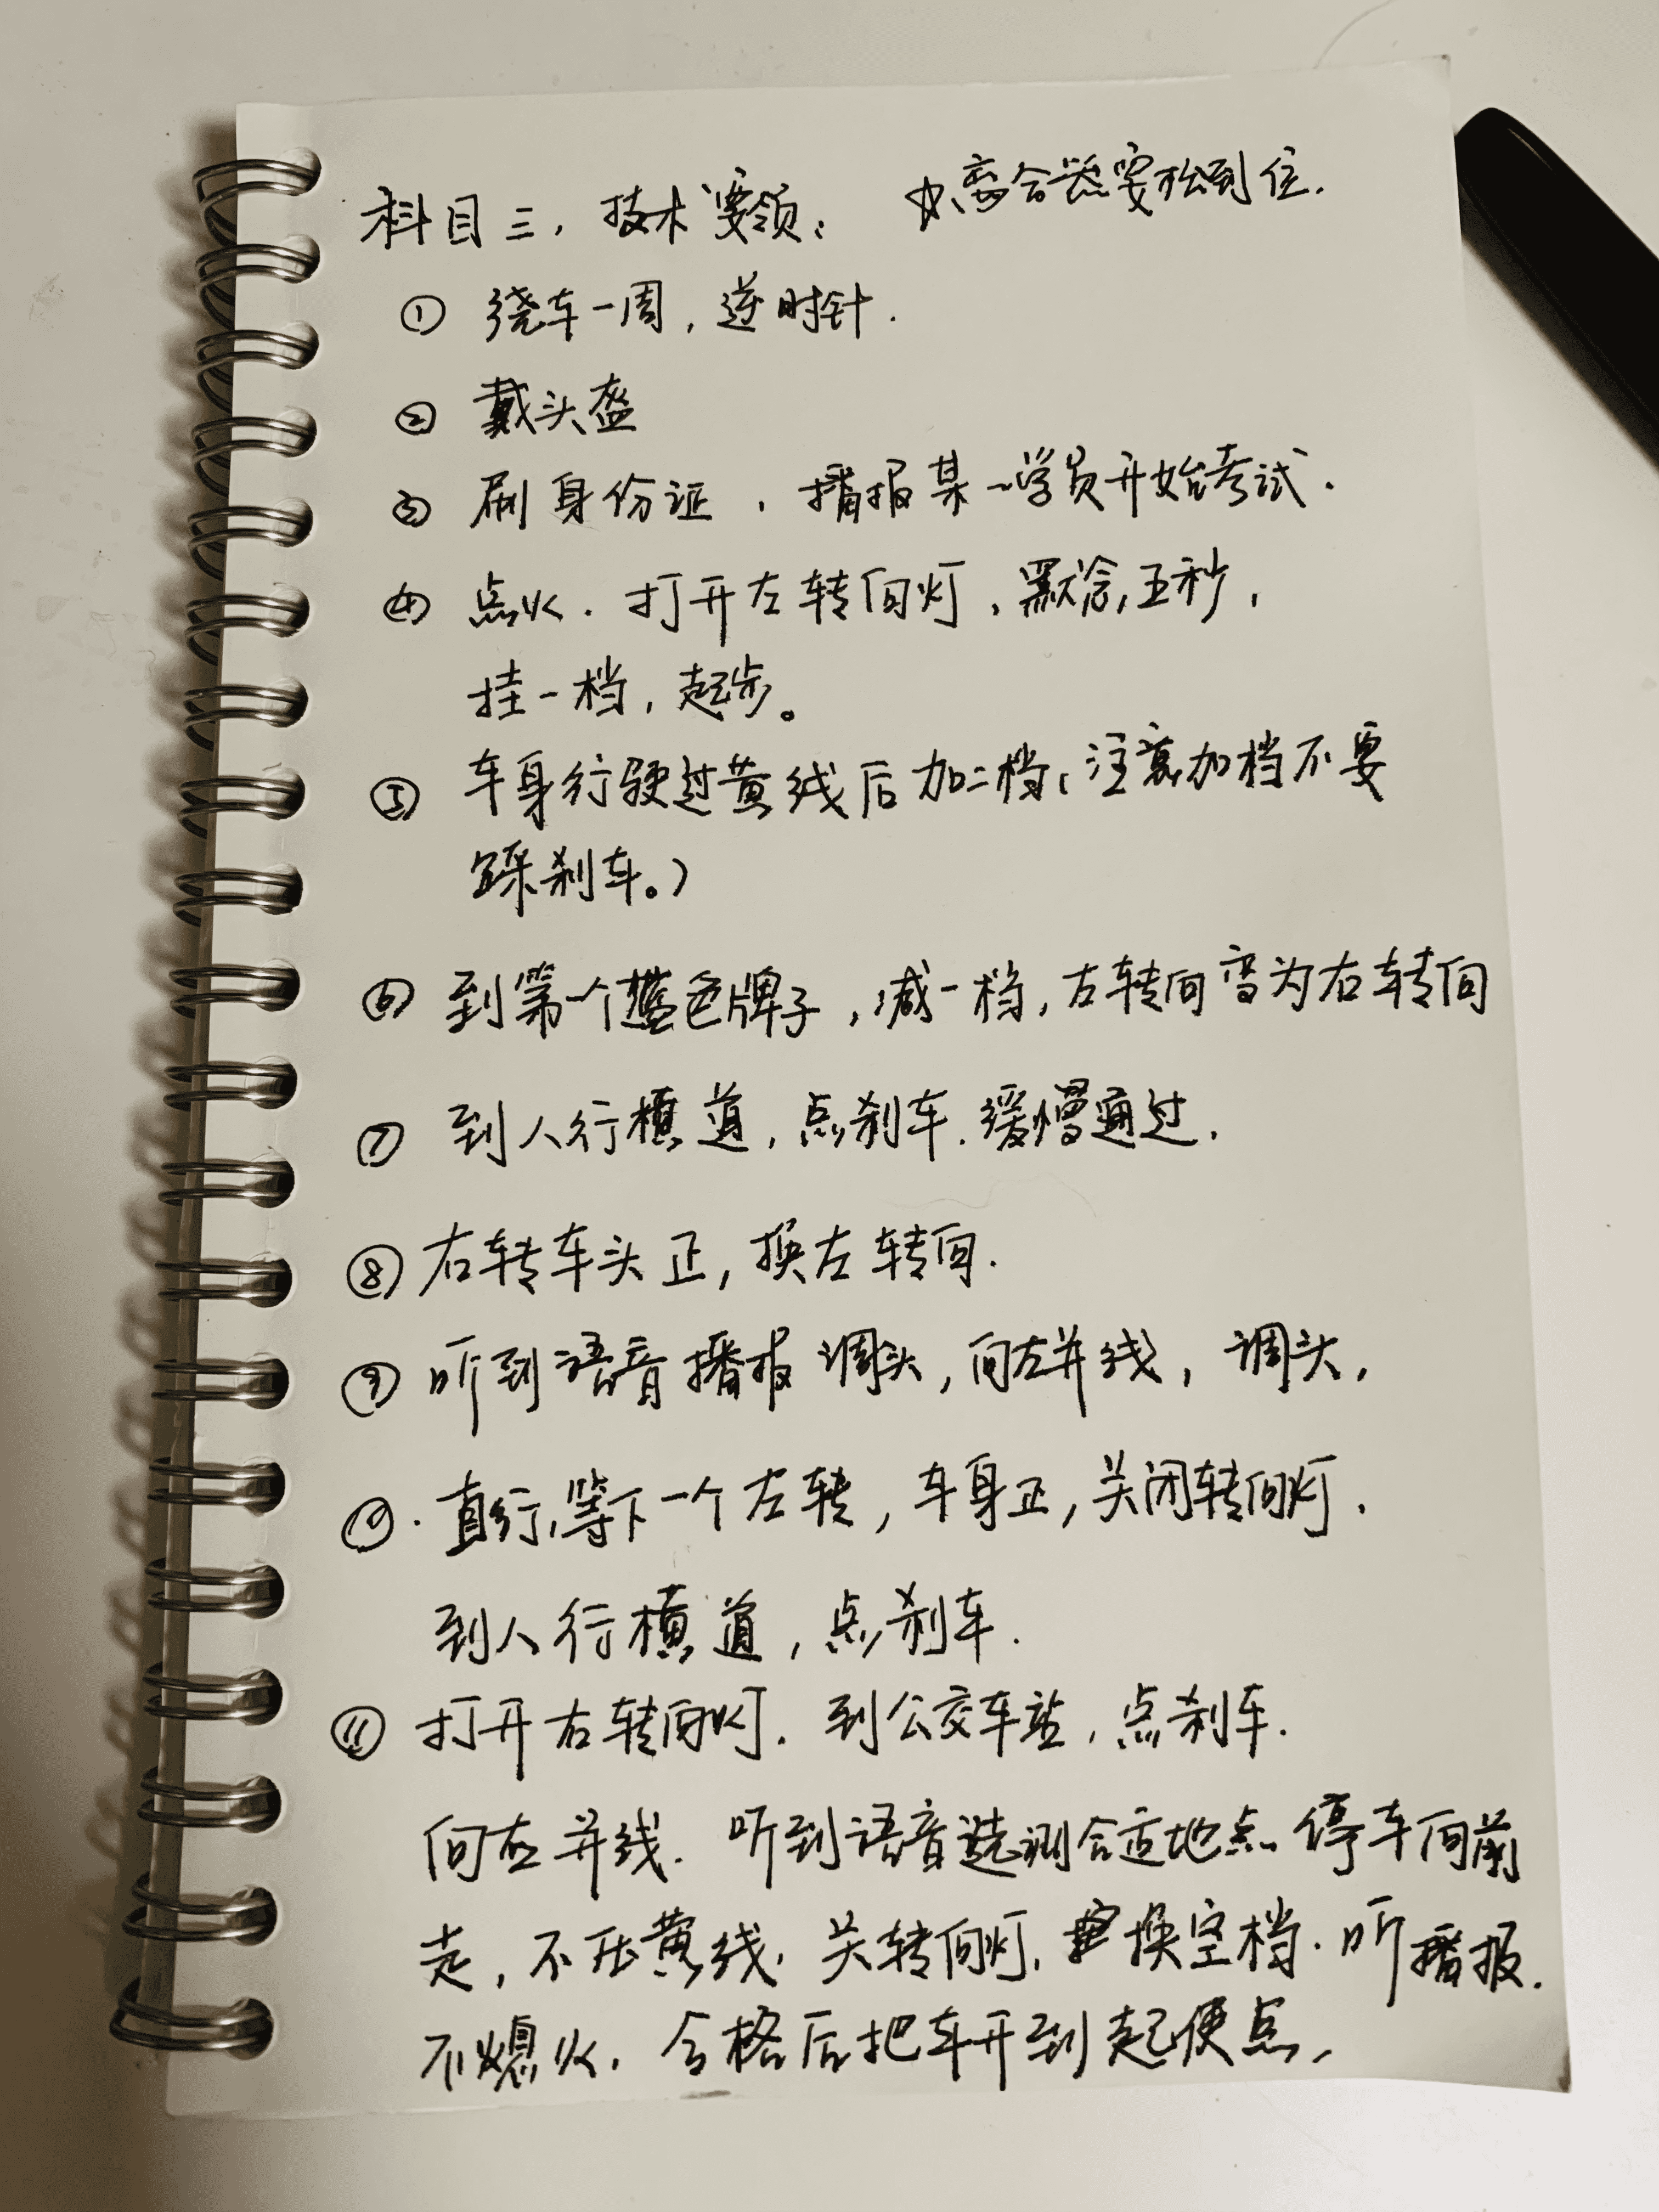 科目三，技术要领： ☆离合器要松到位.
① 绕车一周，逆时针.
② 戴头盔
③ 刷身份证，播报某一学员开始考试.
④ 点火. 打开左转向灯，默念，五秒，
挂一档，起步。
⑤ 车身行驶过黄线后加二档，注意加档不要
踩刹车。）
⑥ 到第一个蓝色牌子，减一档，左转向变为右转向
⑦ 到人行横道，点刹车.缓慢通过.
⑧ 右转车头正，换左转向.
⑨ 听到语音播报调头，向左并线，调头，
⑩. 直行，等下一个左转，车身正，关闭转向灯.
到人行横道，点刹车.
⑪ 打开右转向灯. 到公交车站，点刹车.
向右并线. 听到语音选 合适地点停车向前
走，不压黄线. 关转向灯. 换空档. 听播报.
不熄火. 合格后把车开到起 点，